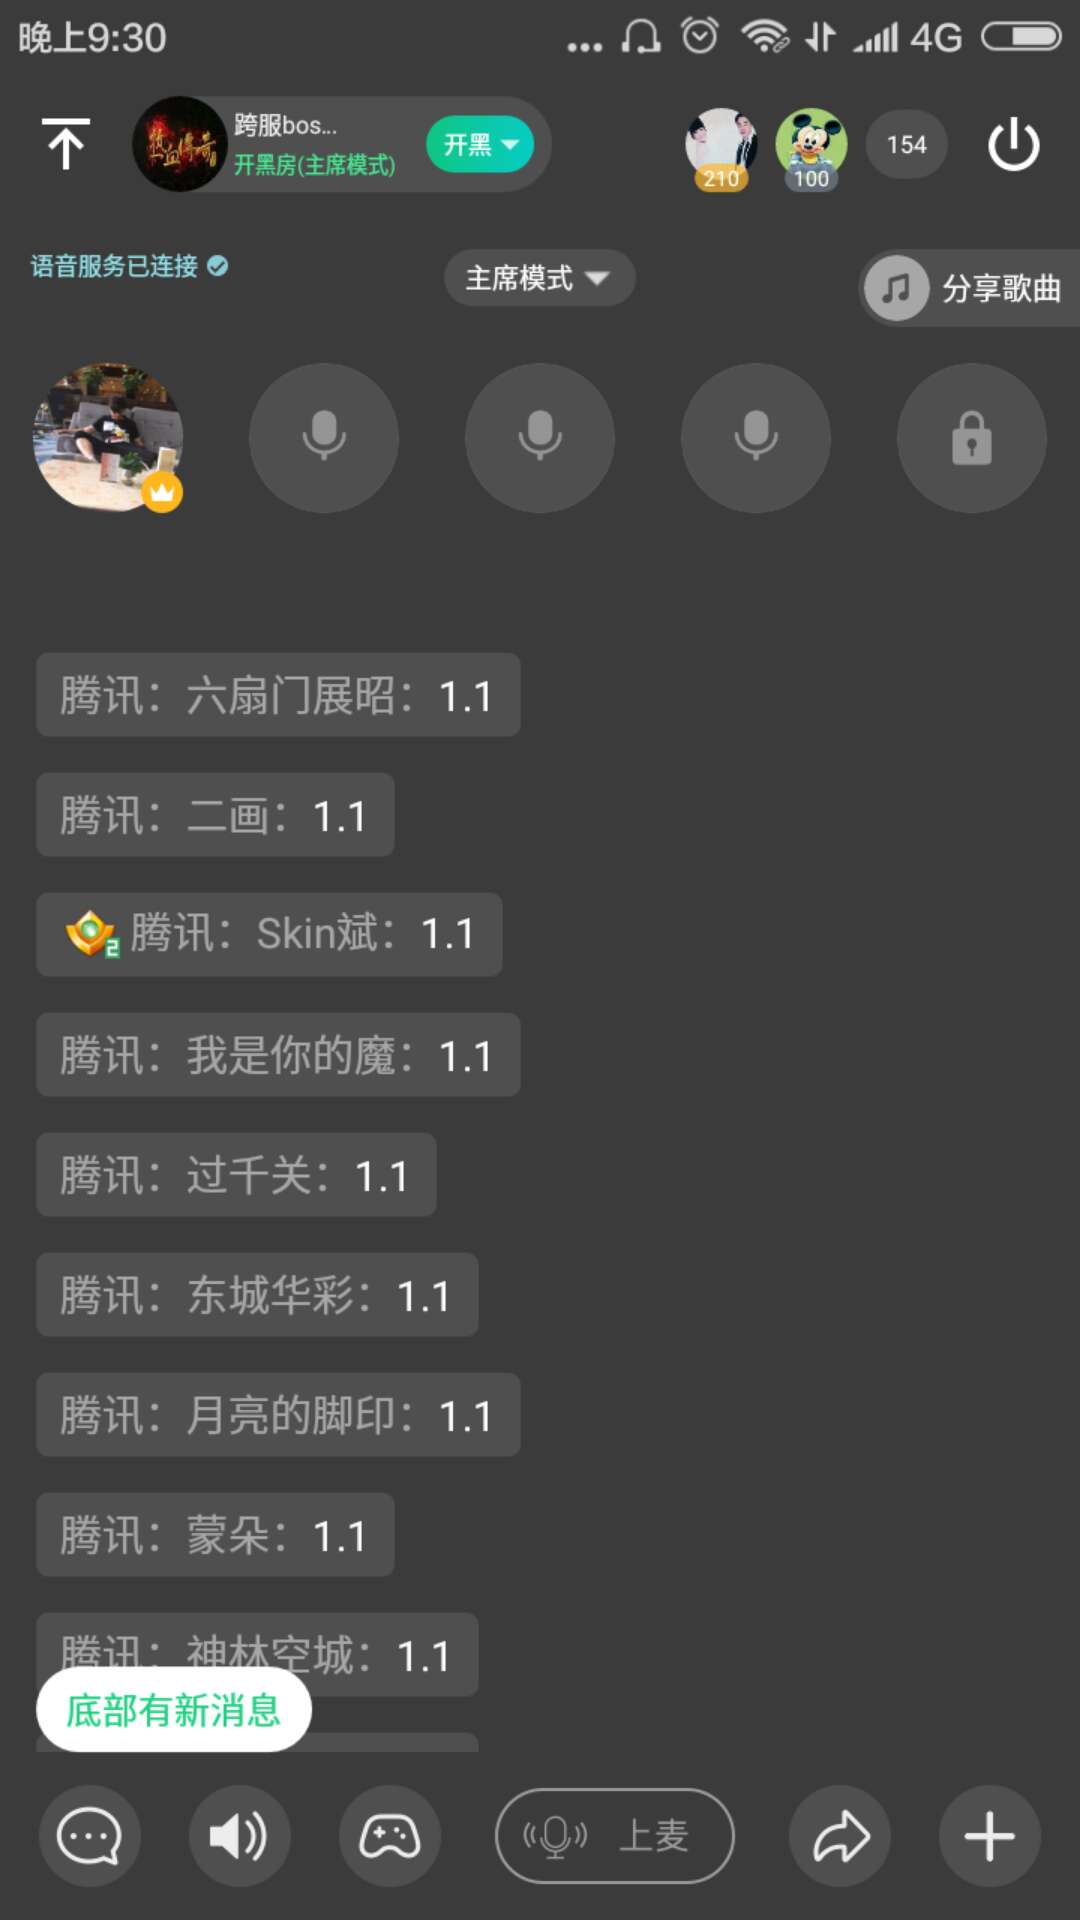 晚上9:30
4G
热血传奇
跨服bos...
开黑房(主席模式)
开黑
210
100
154
语音服务已连接
主席模式
分享歌曲
腾讯：六扇门展昭：1.1
腾讯：二画：1.1
2 腾讯：Skin斌：1.1
腾讯：我是你的魔：1.1
腾讯：过千关：1.1
腾讯：东城华彩：1.1
腾讯：月亮的脚印：1.1
腾讯：蒙朵：1.1
腾讯：神林空城：1.1
底部有新消息
上麦